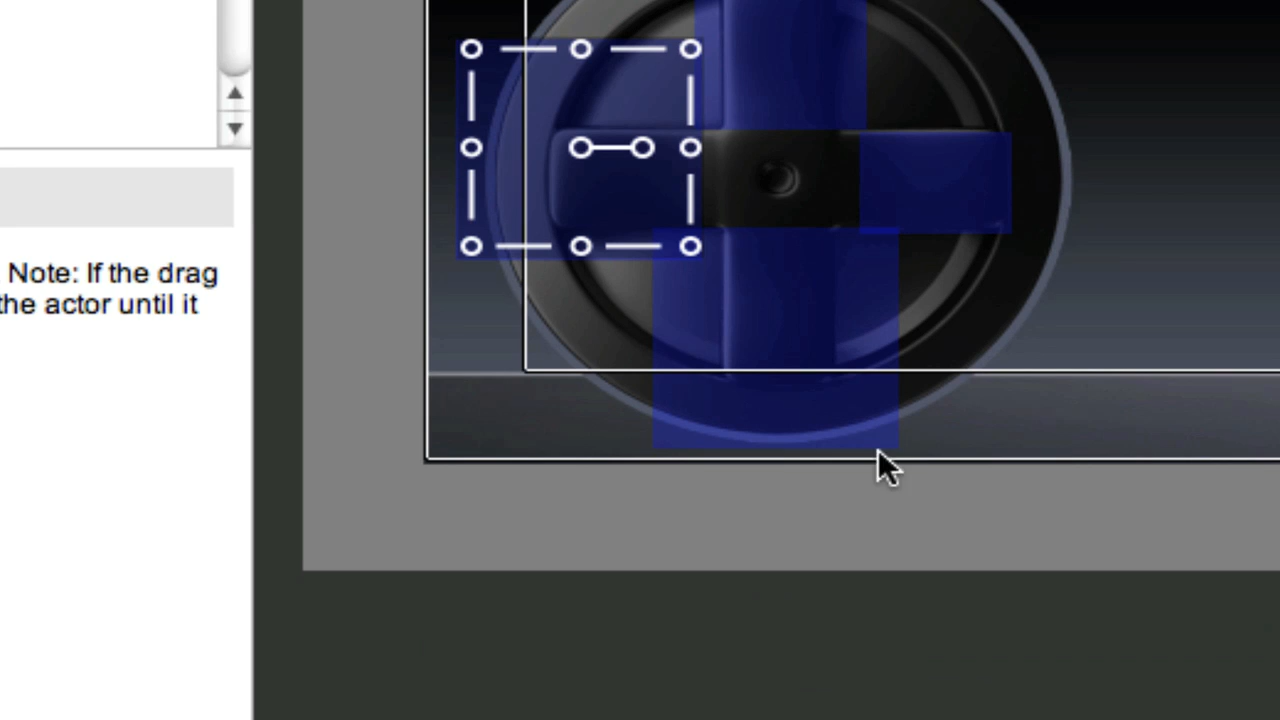 Note: If the drag
the actor until it